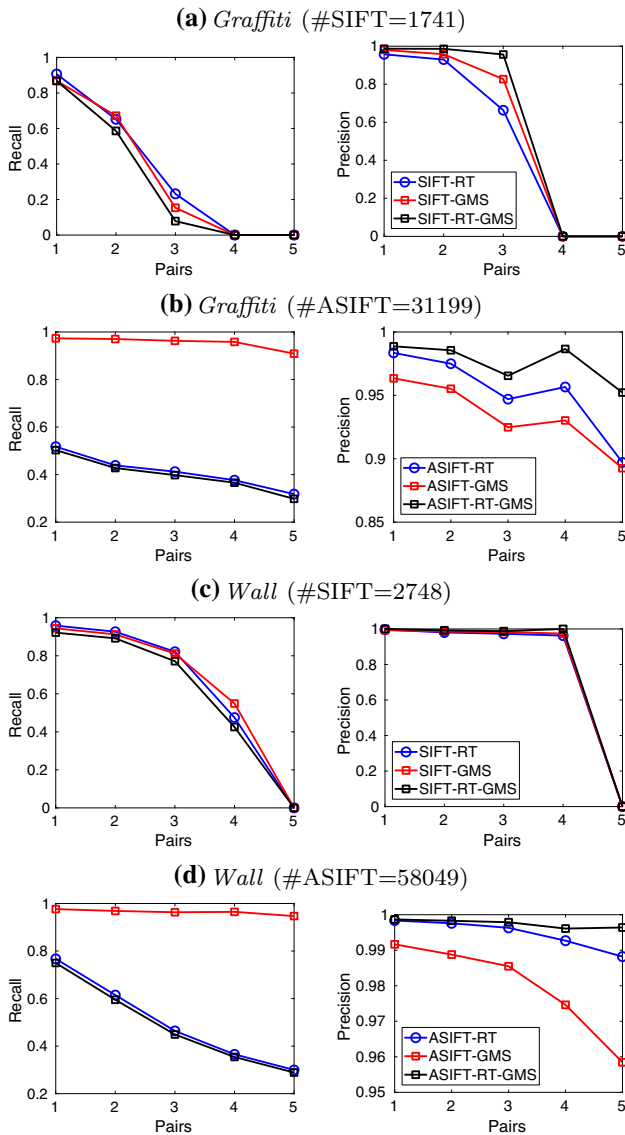 (a) Graffiti (#SIFT=1741)
Recall
1
0.8
0.6
0.4
0.2
0
1 2 3 4 5
Pairs
Precision
1
0.8
0.6
0.4
0.2
0
SIFT-RT
SIFT-GMS
SIFT-RT-GMS
1 2 3 4 5
Pairs
(b) Graffiti (#ASIFT=31199)
Recall
1
0.8
0.6
0.4
0.2
1 2 3 4 5
Pairs
Precision
1
0.95
0.9
0.85
ASIFT-RT
ASIFT-GMS
ASIFT-RT-GMS
1 2 3 4 5
Pairs
(c) Wall (#SIFT=2748)
Recall
1
0.8
0.6
0.4
0.2
0
1 2 3 4 5
Pairs
Precision
1
0.8
0.6
0.4
0.2
0
SIFT-RT
SIFT-GMS
SIFT-RT-GMS
1 2 3 4 5
Pairs
(d) Wall (#ASIFT=58049)
Recall
1
0.8
0.6
0.4
0.2
1 2 3 4 5
Pairs
Precision
1
0.99
0.98
0.97
0.96
0.95
ASIFT-RT
ASIFT-GMS
ASIFT-RT-GMS
1 2 3 4 5
Pairs